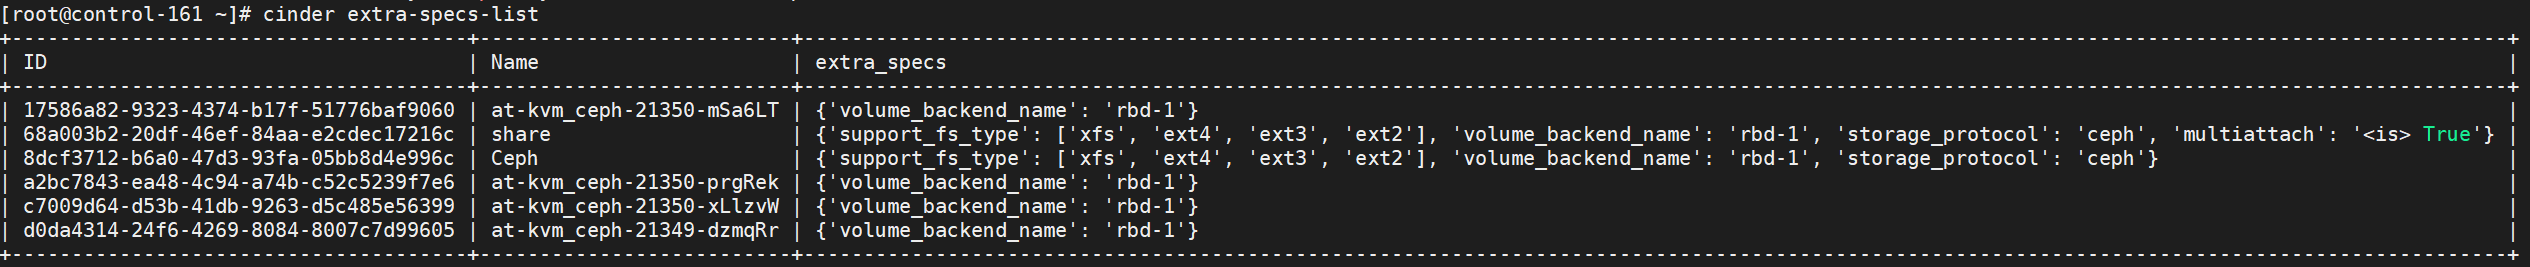 [root@control-161 ~]# cinder extra-specs-list
+--------------------------------------+--------------------------+----------------------------------------------------------------------------------------------------------------------------------------------+
| ID                                   | Name                     | extra_specs                                                                                                                                  |
+--------------------------------------+--------------------------+----------------------------------------------------------------------------------------------------------------------------------------------+
| 17586a82-9323-4374-b17f-51776baf9060 | at-kvm_ceph-21350-mSa6LT | {'volume_backend_name': 'rbd-1'}                                                                                                             |
| 68a003b2-20df-46ef-84aa-e2cdec17216c | share                    | {'support_fs_type': ['xfs', 'ext4', 'ext3', 'ext2'], 'volume_backend_name': 'rbd-1', 'storage_protocol': 'ceph', 'multiattach': '<is> True'} |
| 8dcf3712-b6a0-47d3-93fa-05bb8d4e996c | Ceph                     | {'support_fs_type': ['xfs', 'ext4', 'ext3', 'ext2'], 'volume_backend_name': 'rbd-1', 'storage_protocol': 'ceph'}                             |
| a2bc7843-ea48-4c94-a74b-c52c5239f7e6 | at-kvm_ceph-21350-prgRek | {'volume_backend_name': 'rbd-1'}                                                                                                             |
| c7009d64-d53b-41db-9263-d5c485e56399 | at-kvm_ceph-21350-xLlzvW | {'volume_backend_name': 'rbd-1'}                                                                                                             |
| d0da4314-24f6-4269-8084-8007c7d99605 | at-kvm_ceph-21349-dzmqRr | {'volume_backend_name': 'rbd-1'}                                                                                                             |
+--------------------------------------+--------------------------+----------------------------------------------------------------------------------------------------------------------------------------------+